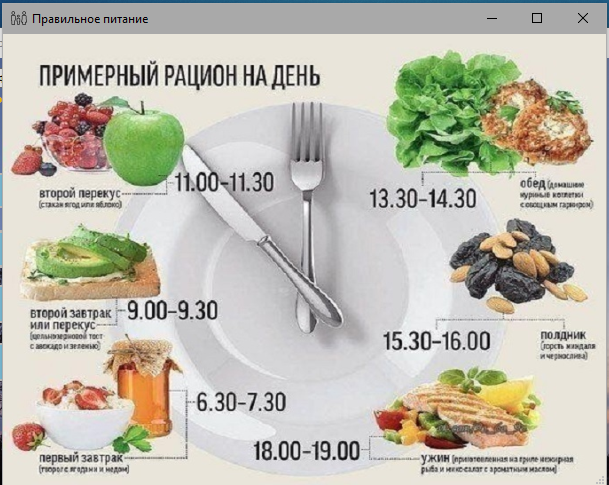 Правильное питание
ПРИМЕРНЫЙ РАЦИОН НА ДЕНЬ
11.00-11.30
второй перекус
(стакан ягод или яблоко)
13.30-14.30
обед (домашние
куриные котлетки
с овощным гарниром)
9.00-9.30
второй завтрак
или перекус
(цельнозерновой тост
с авокадо и зеленью)
15.30-16.00
полдник
(горсть миндаля
и чернослива)
6.30-7.30
первый завтрак
(творог с ягодами и медом)
18.00-19.00
ужин (приготовленная на гриле нежирная
рыба и микс-салат с ароматным маслом)